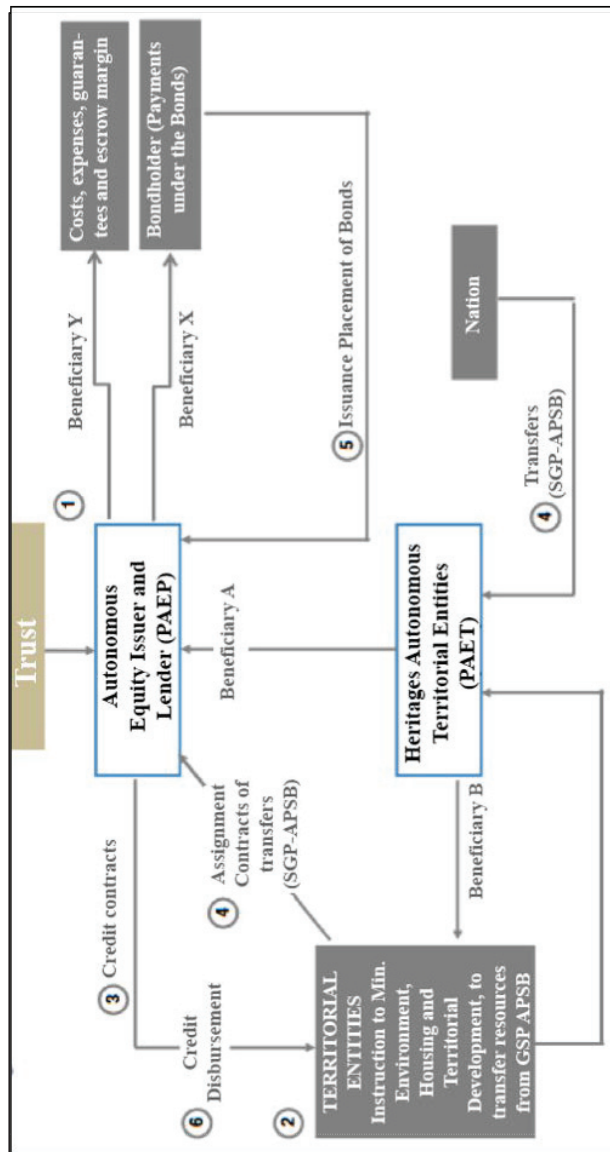 Trust
1
Beneficiary Y
Costs, expenses, guaran-
tees and escrow margin
Autonomous
Equity Issuer and
Lender (PAEP)
Beneficiary X
Bondholder (Payments
under the Bonds)
3 Credit contracts
4 Assignment
Contracts of
transfers
(SGP-APSB)
Beneficiary A
5 Issuance Placement of Bonds
6 Credit
Disbursement
2
TERRITORIAL
ENTITIES
Instruction to Min.
Environment,
Housing and
Territorial
Development, to
transfer resources
from GSP APSB
Beneficiary B
Heritages Autonomous
Territorial Entities
(PAET)
4 Transfers
(SGP-APSB)
Nation